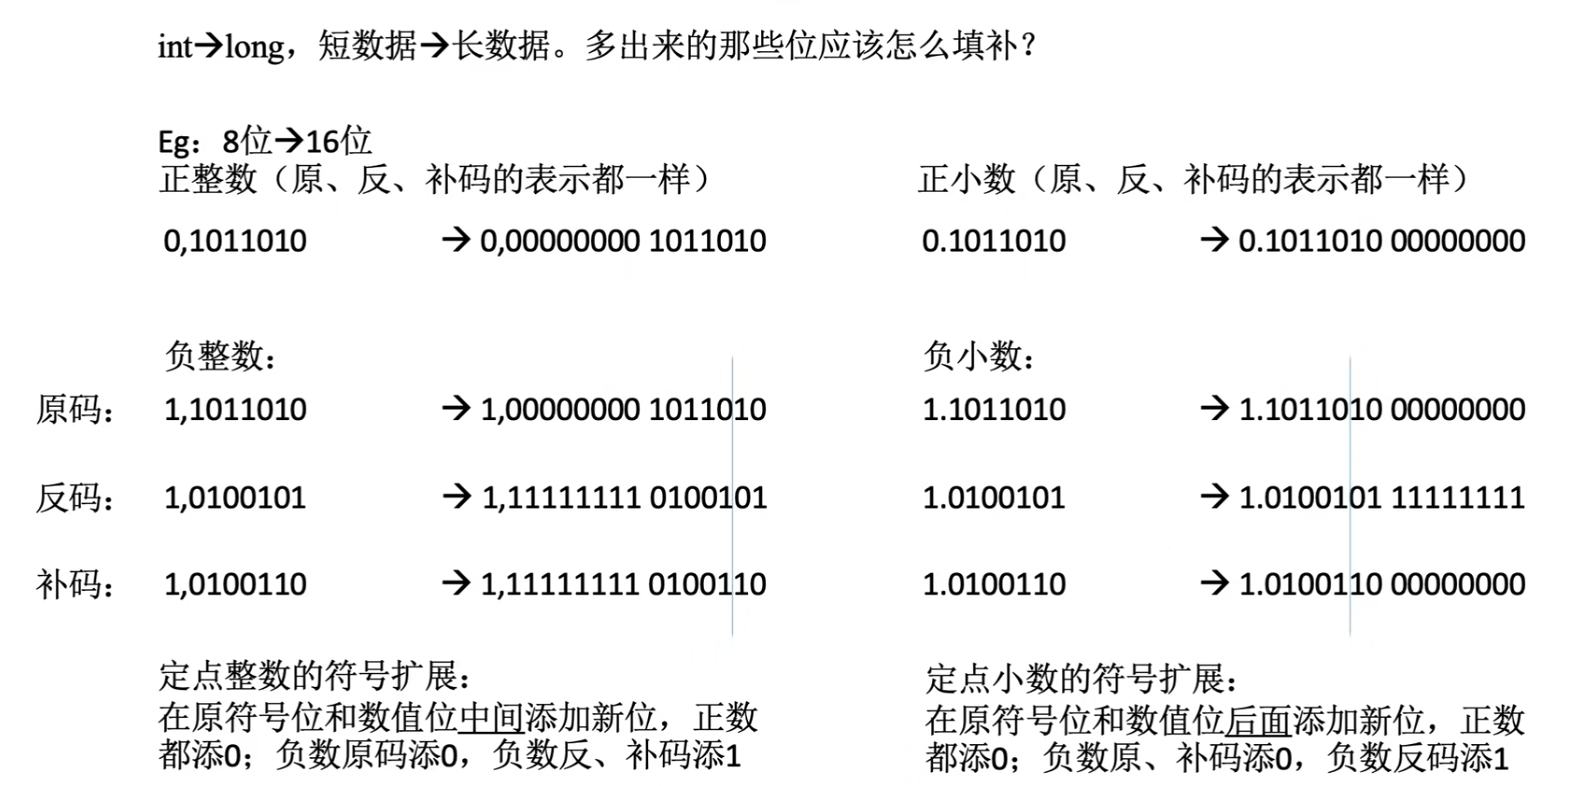 int→long，短数据→长数据。多出来的那些位应该怎么填补？
Eg：8位→16位
正整数（原、反、补码的表示都一样）
0,1011010 → 0,00000000 1011010
正小数（原、反、补码的表示都一样）
0.1011010 → 0.1011010 00000000
负整数：
原码： 1,1011010 → 1,00000000 1011010
反码： 1,0100101 → 1,11111111 0100101
补码： 1,0100110 → 1,11111111 0100110
负小数：
1.1011010 → 1.1011010 00000000
1.0100101 → 1.0100101 11111111
1.0100110 → 1.0100110 00000000
定点整数的符号扩展：
在原符号位和数值位中间添加新位，正数
都添0；负数原码添0，负数反、补码添1
定点小数的符号扩展：
在原符号位和数值位后面添加新位，正数
都添0；负数原、补码添0，负数反码添1